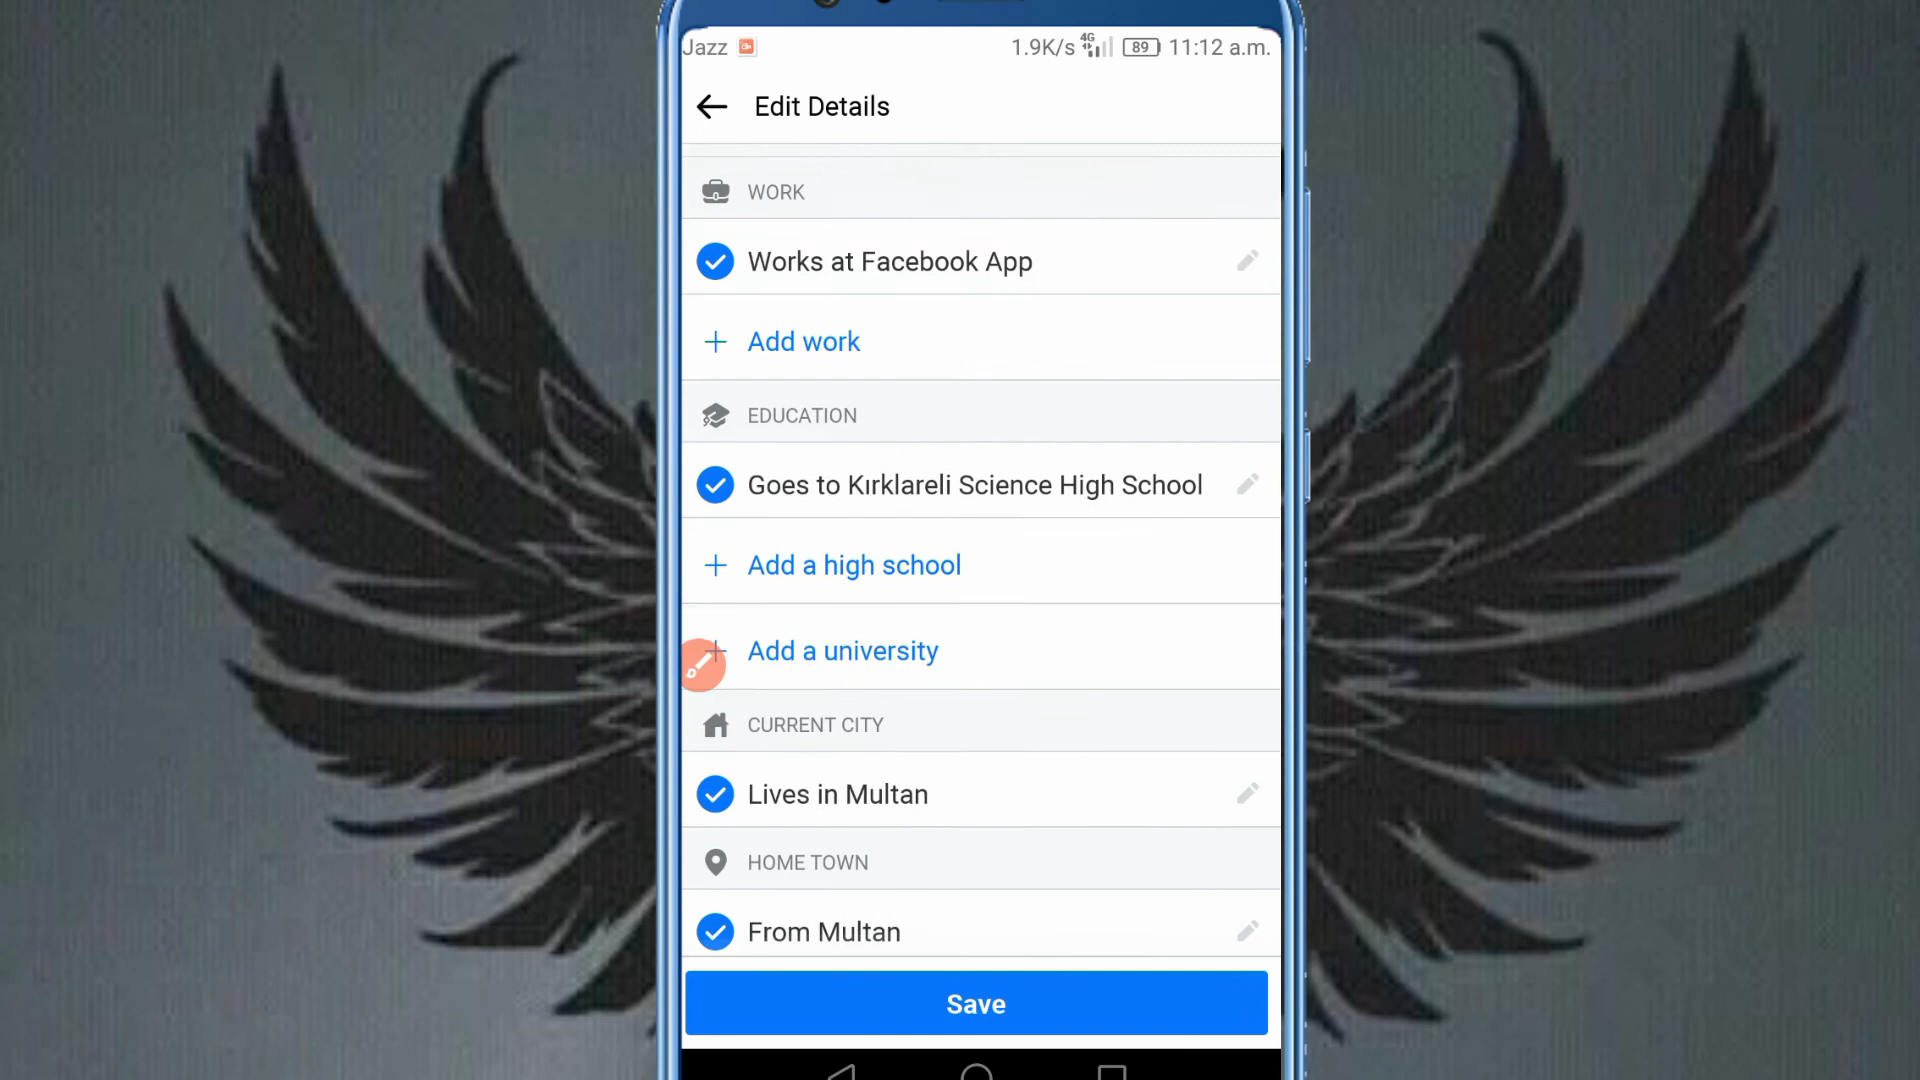 Jazz 1.9K/s 4G 89 11:12 a.m.
Edit Details
WORK
Works at Facebook App
Add work
EDUCATION
Goes to Kırklareli Science High School
Add a high school
Add a university
CURRENT CITY
Lives in Multan
HOME TOWN
From Multan
Save